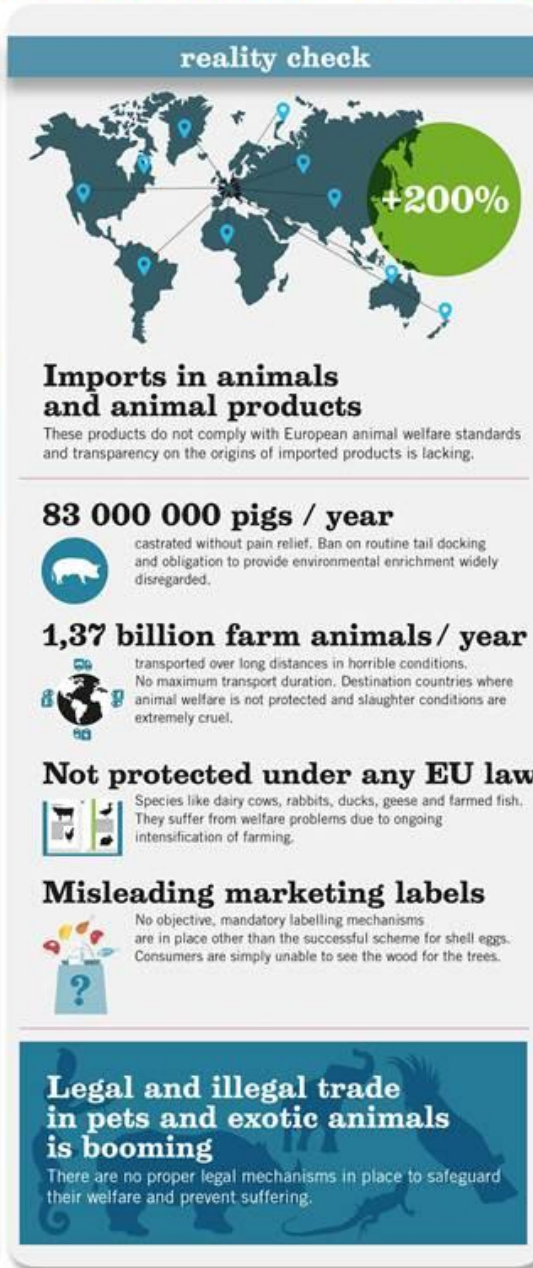 reality check
+200%
Imports in animals
and animal products
These products do not comply with European animal welfare standards
and transparency on the origins of imported products is lacking.
83 000 000 pigs / year
castrated without pain relief. Ban on routine tail docking
and obligation to provide environmental enrichment widely
disregarded.
1,37 billion farm animals / year
transported over long distances in horrible conditions.
No maximum transport duration. Destination countries where
animal welfare is not protected and slaughter conditions are
extremely cruel.
Not protected under any EU law
Species like dairy cows, rabbits, ducks, geese and farmed fish.
They suffer from welfare problems due to ongoing
intensification of farming.
Misleading marketing labels
No objective, mandatory labelling mechanisms
are in place other than the successful scheme for shell eggs.
Consumers are simply unable to see the wood for the trees.
?
Legal and illegal trade
in pets and exotic animals
is booming
There are no proper legal mechanisms in place to safeguard
their welfare and prevent suffering.